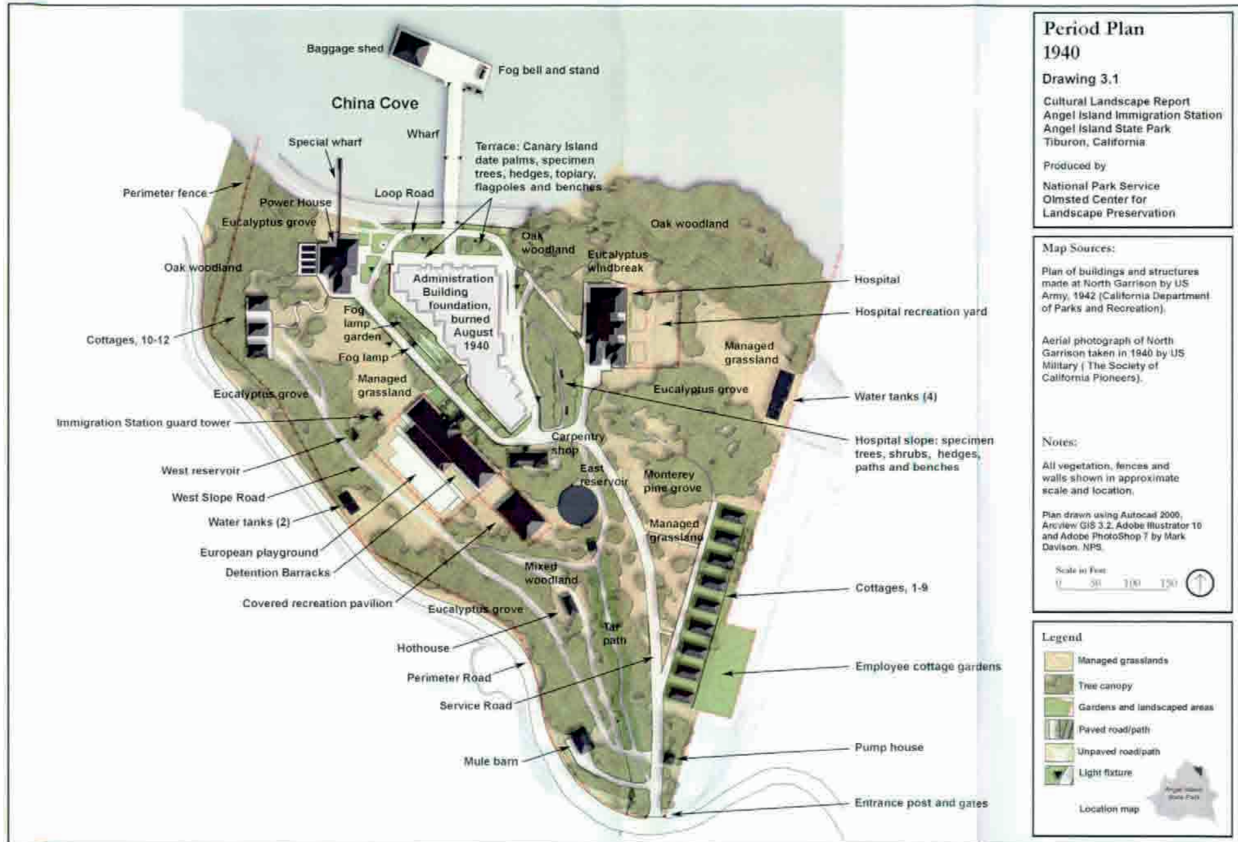 Baggage shed
Fog bell and stand
China Cove
Wharf
Special wharf
Terrace: Canary Island
date palms, specimen
trees, hedges, topiary,
flagpoles and benches
Perimeter fence
Loop Road
Power House
Eucalyptus grove
Oak woodland
Oak
woodland
Oak woodland
Eucalyptus
windbreak
Administration
Building
foundation,
burned
August
1940
Hospital
Hospital recreation yard
Fog
lamp
garden
Fog lamp
Cottages, 10-12
Managed
grassland
Managed
grassland
Eucalyptus grove
Eucalyptus grove
Water tanks (4)
Immigration Station guard tower
Carpentry
shop
Hospital slope: specimen
trees, shrubs, hedges,
paths and benches
West reservoir
East
reservoir
Monterey
pine grove
West Slope Road
Water tanks (2)
Managed
grassland
European playground
Detention Barracks
Mixed
woodland
Covered recreation pavilion
Eucalyptus grove
Cottages, 1-9
Hothouse
Tar
path
Perimeter Road
Employee cottage gardens
Service Road
Mule barn
Pump house
Entrance post and gates
Period Plan
1940
Drawing 3.1
Cultural Landscape Report
Angel Island Immigration Station
Angel Island State Park
Tiburon, California
Produced by
National Park Service
Olmsted Center for
Landscape Preservation
Map Sources:
Plan of buildings and structures
made at North Garrison by US
Army, 1942 (California Department
of Parks and Recreation).
Aerial photograph of North
Garrison taken in 1940 by US
Military ( The Society of
California Pioneers).
Notes:
All vegetation, fences and
walls shown in approximate
scale and location.
Plan drawn using Autocad 2000,
Arcview GIS 3.2, Adobe Illustrator 10
and Adobe PhotoShop 7 by Mark
Davison, NPS.
Scale in Feet
0 50 100 150
Legend
Managed grasslands
Tree canopy
Gardens and landscaped areas
Paved road/path
Unpaved road/path
Light fixture
Angel Island
State Park
Location map